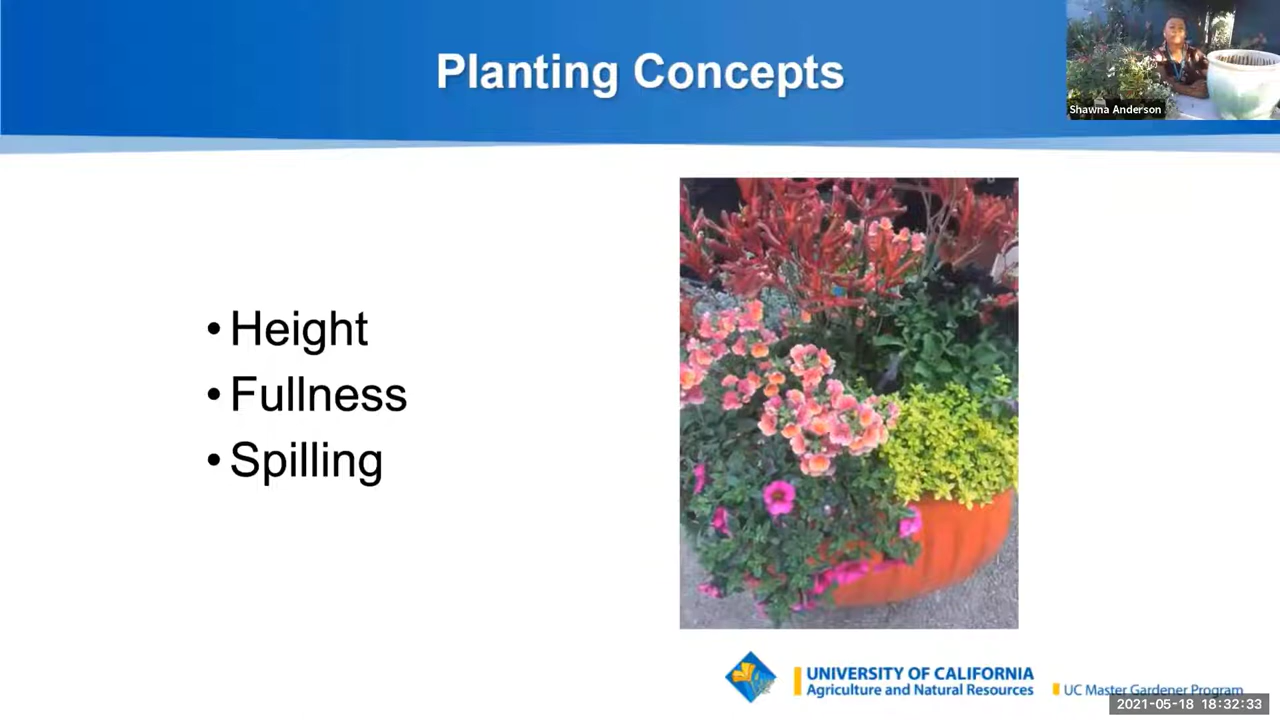 Planting Concepts
Shawna Anderson
• Height
• Fullness
• Spilling
UNIVERSITY OF CALIFORNIA
Agriculture and Natural Resources
UC Master Gardener Program
2021-05-18 18:32:33